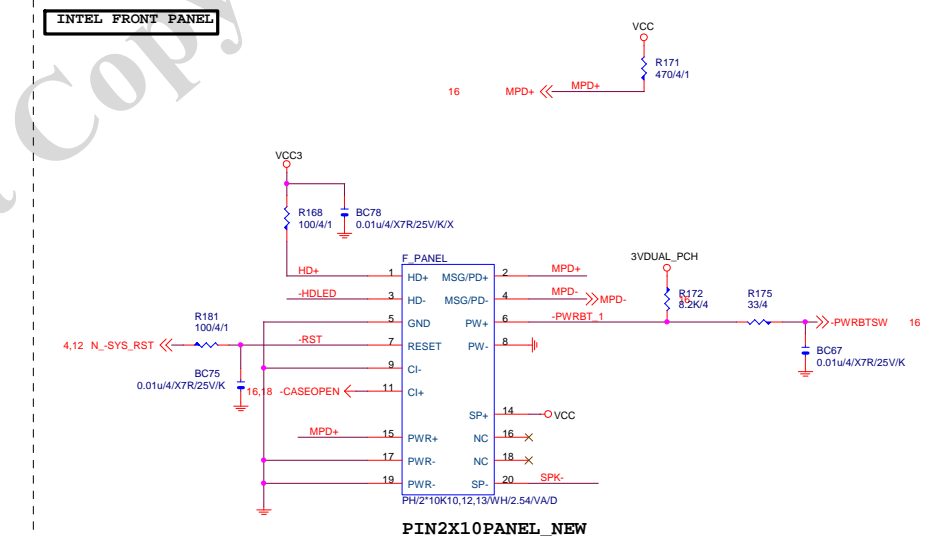 INTEL FRONT PANEL
Copy
VCC
R171
470/4/1
16 MPD+ MPD+
VCC3
R168
100/4/1
BC78
0.01u/4/X7R/25V/K/X
F_PANEL
3VDUAL_PCH
HD+ 1 HD+ MSG/PD+ 2 MPD+
-HDLED 3 HD- MSG/PD- 4 MPD- MPD-
R172
8.2K/4
16
R175
33/4
5 GND PW+ 6 -PWRBT_1 -PWRBTSW 16
R181
100/4/1
4,12 N_-SYS_RST -RST 7 RESET PW- 8
BC67
0.01u/4/X7R/25V/K
9 CI-
BC75
0.01u/4/X7R/25V/K
16,18 -CASEOPEN 11 CI+
SP+ 14 VCC
MPD+ 15 PWR+ NC 16
17 PWR- NC 18
19 PWR- SP- 20 SPK-
PH/2*10K10,12,13/WH/2.54/VA/D
PIN2X10PANEL_NEW